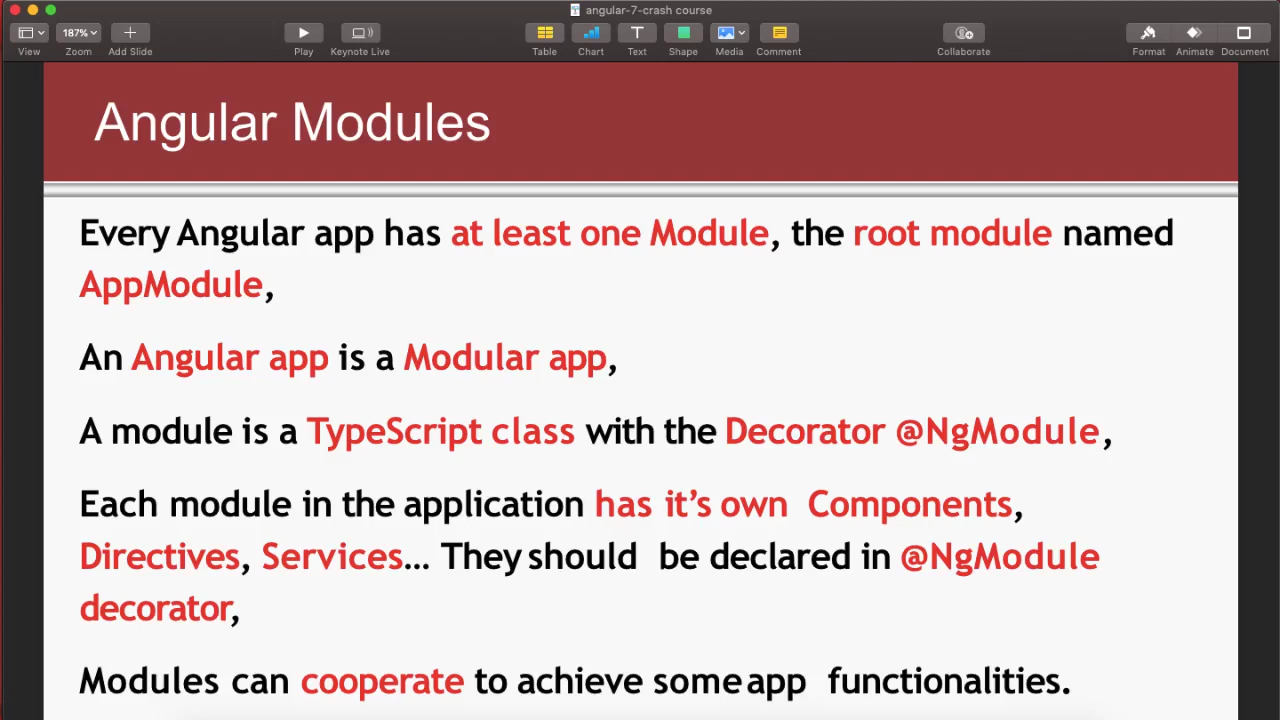 angular-7-crash course
187%
View
Zoom
Add Slide
Play
Keynote Live
Table
Chart
Text
Shape
Media
Comment
Collaborate
Format
Animate
Document
Angular Modules
Every Angular app has at least one Module, the root module named
AppModule,
An Angular app is a Modular app,
A module is a TypeScript class with the Decorator @NgModule,
Each module in the application has it’s own Components,
Directives, Services... They should be declared in @NgModule
decorator,
Modules can cooperate to achieve some app functionalities.